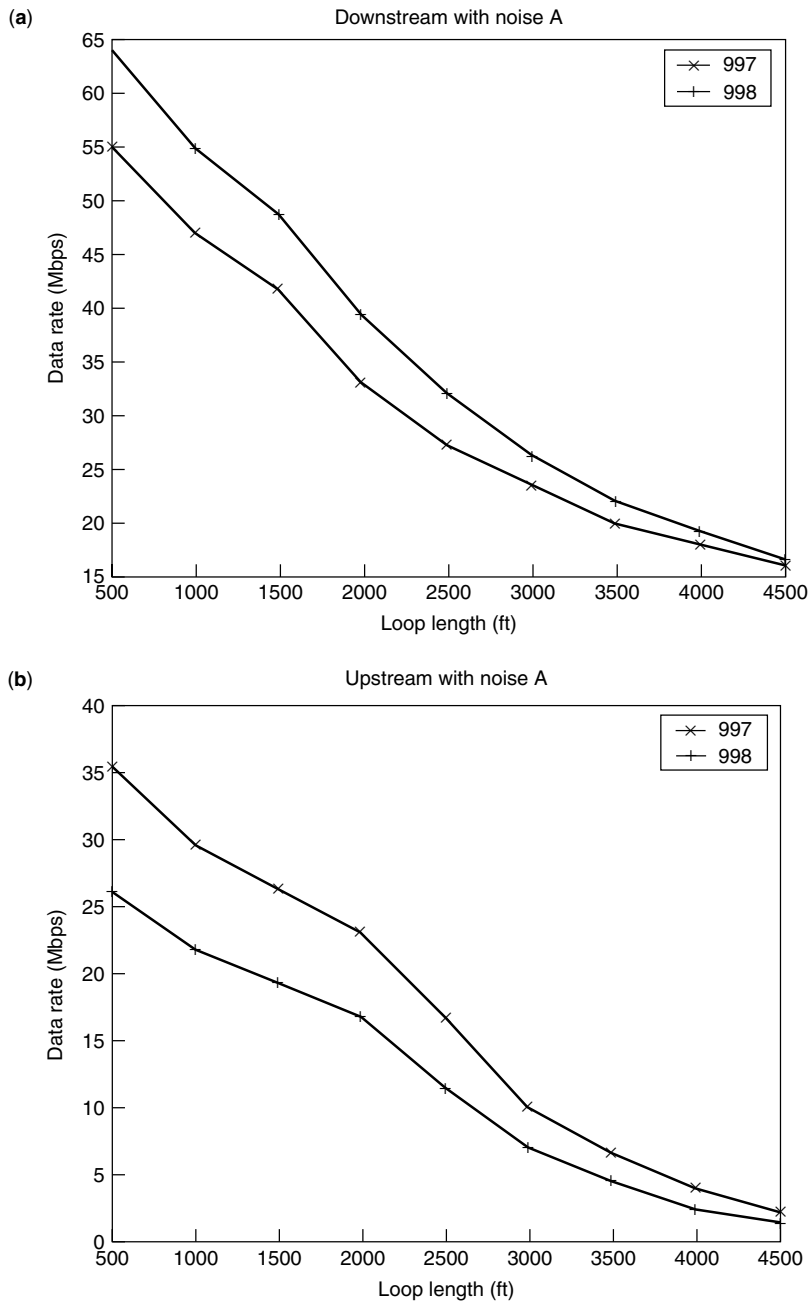 (a)
Downstream with noise A
65
60
55
50
45
40
35
30
25
20
15
Data rate (Mbps)
997
998
500 1000 1500 2000 2500 3000 3500 4000 4500
Loop length (ft)
(b)
Upstream with noise A
40
35
30
25
20
15
10
5
0
Data rate (Mbps)
997
998
500 1000 1500 2000 2500 3000 3500 4000 4500
Loop length (ft)